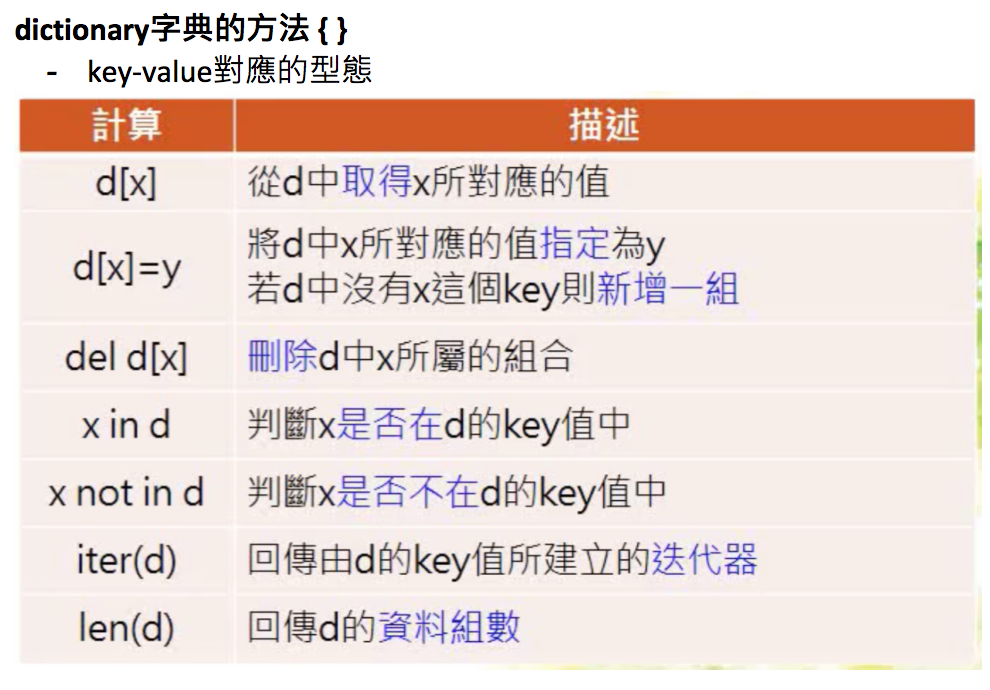 dictionary字典的方法 { }
- key-value對應的型態
計算 描述
d[x] 從d中取得x所對應的值
d[x]=y 將d中x所對應的值指定為y
若d中沒有x這個key則新增一組
del d[x] 刪除d中x所屬的組合
x in d 判斷x是否在d的key值中
x not in d 判斷x是否不在d的key值中
iter(d) 回傳由d的key值所建立的迭代器
len(d) 回傳d的資料組數